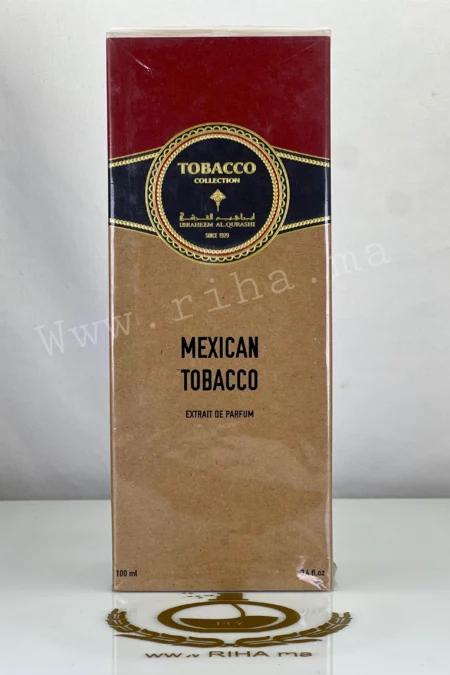 TOBACCO
COLLECTION
ابراهيم القرشي
IBRAHEEM AL.QURASHI
SINCE 1929
www.riha.ma
MEXICAN
TOBACCO
EXTRAIT DE PARFUM
100 ml 3.4 fl.oz
www.RIHA.ma